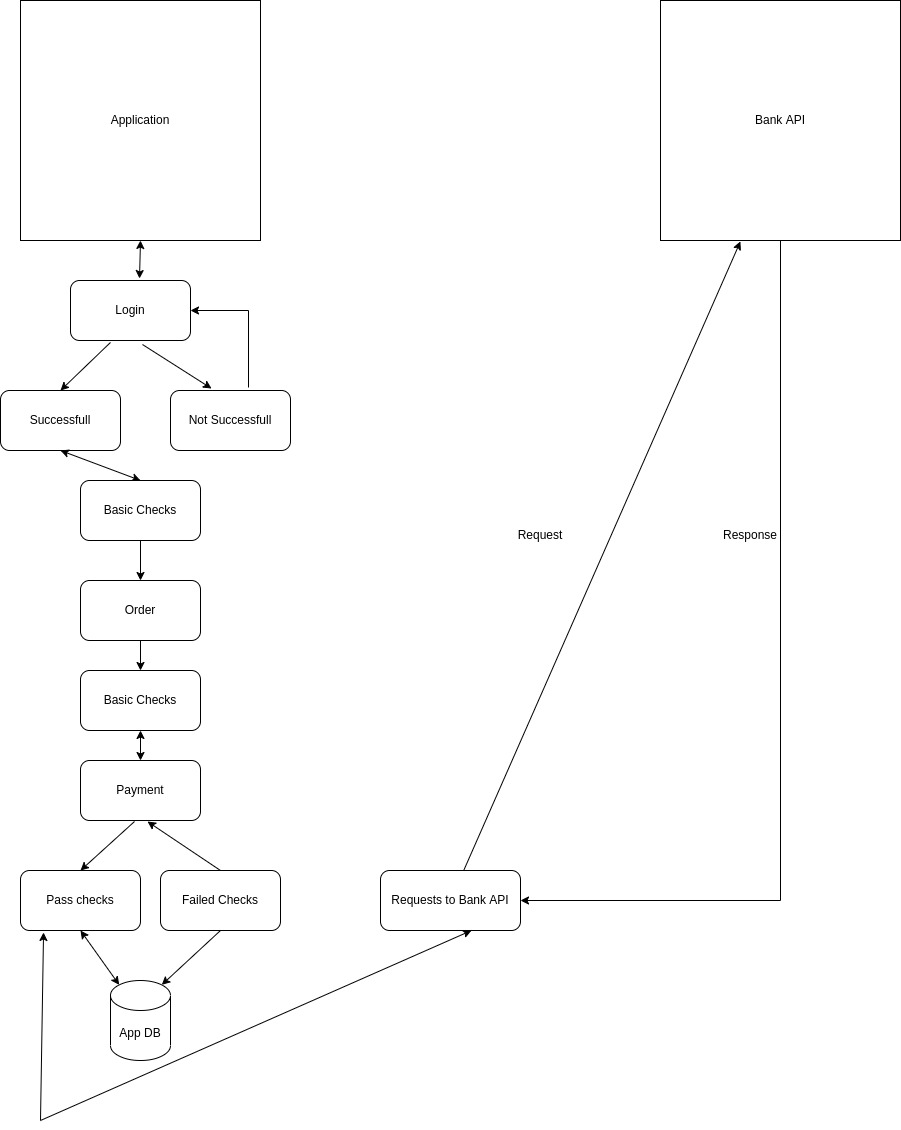 Application
Bank API
Login
Successfull
Not Successfull
Basic Checks
Request
Response
Order
Basic Checks
Payment
Pass checks
Failed Checks
Requests to Bank API
App DB